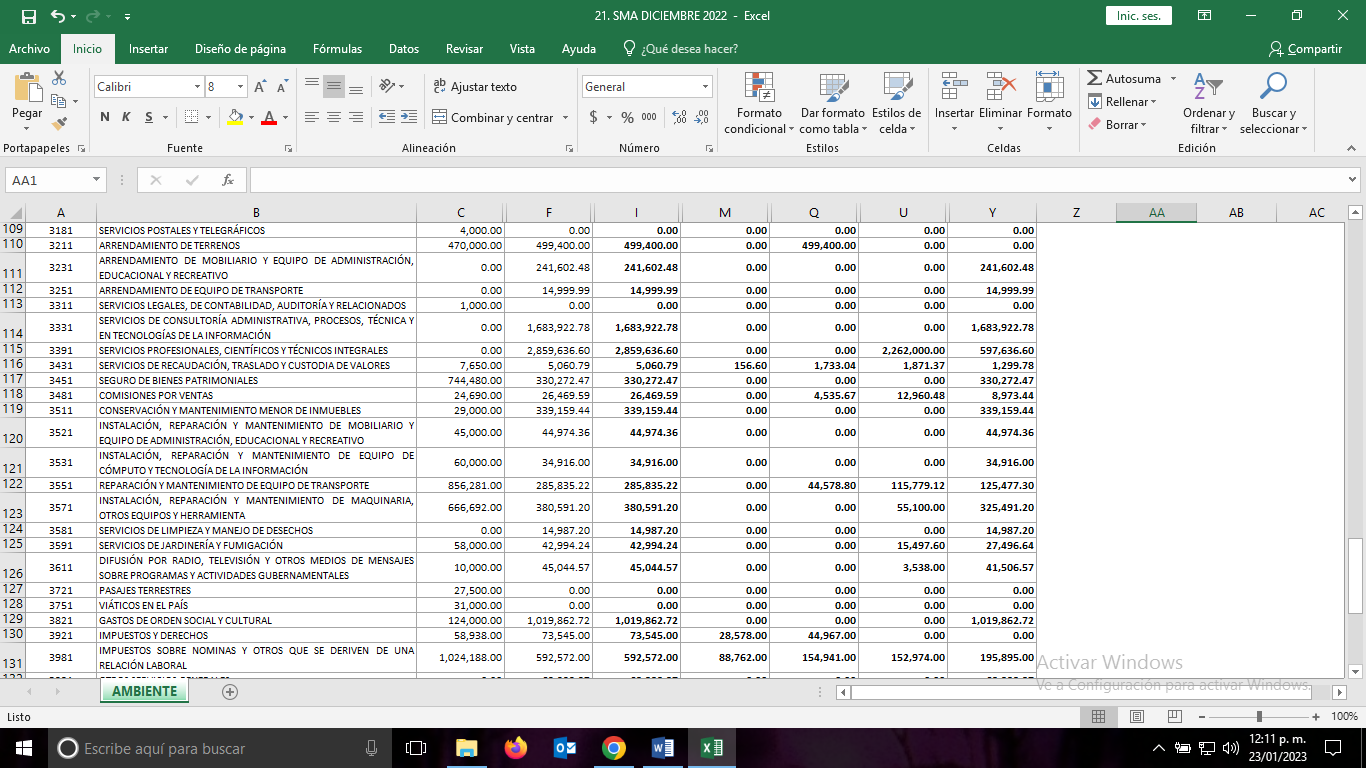 21. SMA DICIEMBRE 2022 - Excel
Inic. ses.
Archivo Inicio Insertar Diseño de página Fórmulas Datos Revisar Vista Ayuda ¿Qué desea hacer? Compartir
Pegar
Calibri 8
Ajustar texto
General
Formato condicional
Dar formato como tabla
Estilos de celda
Insertar Eliminar Formato
Autosuma
Rellenar
Borrar
Ordenar y filtrar
Buscar y seleccionar
N K S
Combinar y centrar
$ % 000
Portapapeles Fuente Alineación Número Estilos Celdas Edición
AA1 fx
A B C F I M Q U Y Z AA AB AC
109 3181 SERVICIOS POSTALES Y TELEGRÁFICOS 4,000.00 0.00 0.00 0.00 0.00 0.00 0.00
110 3211 ARRENDAMIENTO DE TERRENOS 470,000.00 499,400.00 499,400.00 0.00 499,400.00 0.00 0.00
111 3231 ARRENDAMIENTO DE MOBILIARIO Y EQUIPO DE ADMINISTRACIÓN,
EDUCACIONAL Y RECREATIVO 0.00 241,602.48 241,602.48 0.00 0.00 0.00 241,602.48
112 3251 ARRENDAMIENTO DE EQUIPO DE TRANSPORTE 0.00 14,999.99 14,999.99 0.00 0.00 0.00 14,999.99
113 3311 SERVICIOS LEGALES, DE CONTABILIDAD, AUDITORÍA Y RELACIONADOS 1,000.00 0.00 0.00 0.00 0.00 0.00 0.00
114 3331 SERVICIOS DE CONSULTORÍA ADMINISTRATIVA, PROCESOS, TÉCNICA Y
EN TECNOLOGÍAS DE LA INFORMACIÓN 0.00 1,683,922.78 1,683,922.78 0.00 0.00 0.00 1,683,922.78
115 3391 SERVICIOS PROFESIONALES, CIENTÍFICOS Y TÉCNICOS INTEGRALES 0.00 2,859,636.60 2,859,636.60 0.00 0.00 2,262,000.00 597,636.60
116 3431 SERVICIOS DE RECAUDACIÓN, TRASLADO Y CUSTODIA DE VALORES 7,650.00 5,060.79 5,060.79 156.60 1,733.04 1,871.37 1,299.78
117 3451 SEGURO DE BIENES PATRIMONIALES 744,480.00 330,272.47 330,272.47 0.00 0.00 0.00 330,272.47
118 3481 COMISIONES POR VENTAS 24,690.00 26,469.59 26,469.59 0.00 4,535.67 12,960.48 8,973.44
119 3511 CONSERVACIÓN Y MANTENIMIENTO MENOR DE INMUEBLES 29,000.00 339,159.44 339,159.44 0.00 0.00 0.00 339,159.44
120 3521 INSTALACIÓN, REPARACIÓN Y MANTENIMIENTO DE MOBILIARIO Y
EQUIPO DE ADMINISTRACIÓN, EDUCACIONAL Y RECREATIVO 45,000.00 44,974.36 44,974.36 0.00 0.00 0.00 44,974.36
121 3531 INSTALACIÓN, REPARACIÓN Y MANTENIMIENTO DE EQUIPO DE
CÓMPUTO Y TECNOLOGÍA DE LA INFORMACIÓN 60,000.00 34,916.00 34,916.00 0.00 0.00 0.00 34,916.00
122 3551 REPARACIÓN Y MANTENIMIENTO DE EQUIPO DE TRANSPORTE 856,281.00 285,835.22 285,835.22 0.00 44,578.80 115,779.12 125,477.30
123 3571 INSTALACIÓN, REPARACIÓN Y MANTENIMIENTO DE MAQUINARIA,
OTROS EQUIPOS Y HERRAMIENTA 666,692.00 380,591.20 380,591.20 0.00 0.00 55,100.00 325,491.20
124 3581 SERVICIOS DE LIMPIEZA Y MANEJO DE DESECHOS 0.00 14,987.20 14,987.20 0.00 0.00 0.00 14,987.20
125 3591 SERVICIOS DE JARDINERÍA Y FUMIGACIÓN 58,000.00 42,994.24 42,994.24 0.00 0.00 15,497.60 27,496.64
126 3611 DIFUSIÓN POR RADIO, TELEVISIÓN Y OTROS MEDIOS DE MENSAJES
SOBRE PROGRAMAS Y ACTIVIDADES GUBERNAMENTALES 10,000.00 45,044.57 45,044.57 0.00 0.00 3,538.00 41,506.57
127 3721 PASAJES TERRESTRES 27,500.00 0.00 0.00 0.00 0.00 0.00 0.00
128 3751 VIÁTICOS EN EL PAÍS 31,000.00 0.00 0.00 0.00 0.00 0.00 0.00
129 3821 GASTOS DE ORDEN SOCIAL Y CULTURAL 124,000.00 1,019,862.72 1,019,862.72 0.00 0.00 0.00 1,019,862.72
130 3921 IMPUESTOS Y DERECHOS 58,938.00 73,545.00 73,545.00 28,578.00 44,967.00 0.00 0.00
131 3981 IMPUESTOS SOBRE NOMINAS Y OTROS QUE SE DERIVEN DE UNA
RELACIÓN LABORAL 1,024,188.00 592,572.00 592,572.00 88,762.00 154,941.00 152,974.00 195,895.00
Activar Windows
Ve a Configuración para activar Windows.
AMBIENTE
Listo 100%
Escribe aquí para buscar
12:11 p. m.
23/01/2023